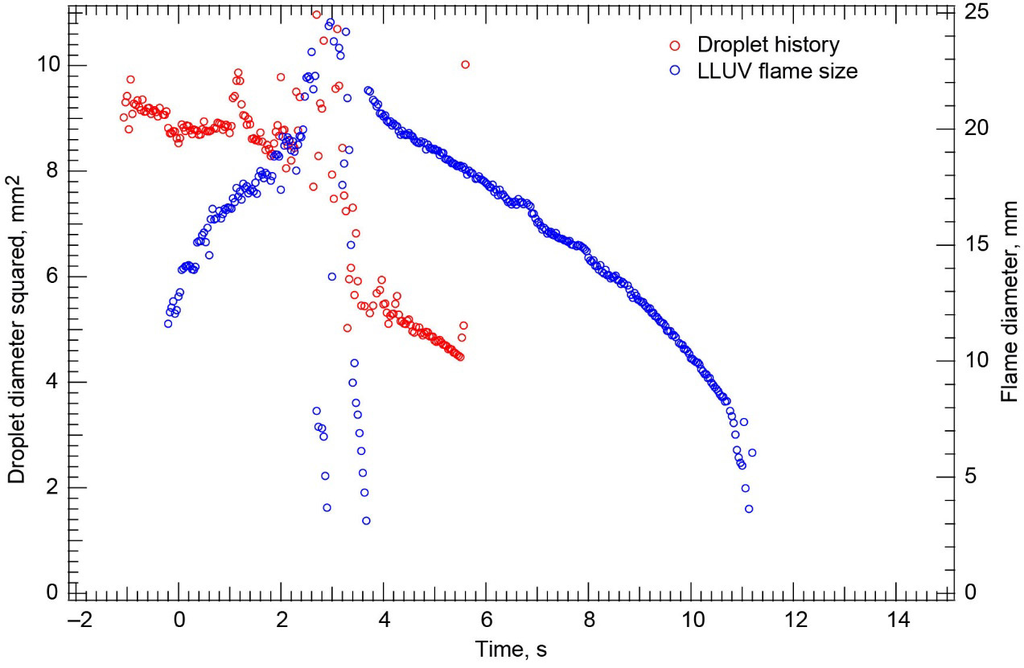 Droplet history
LLUV flame size
Droplet diameter squared, mm2
10
8
6
4
2
0
25
20
15
10
5
0
Flame diameter, mm
−2 0 2 4 6 8 10 12 14
Time, s